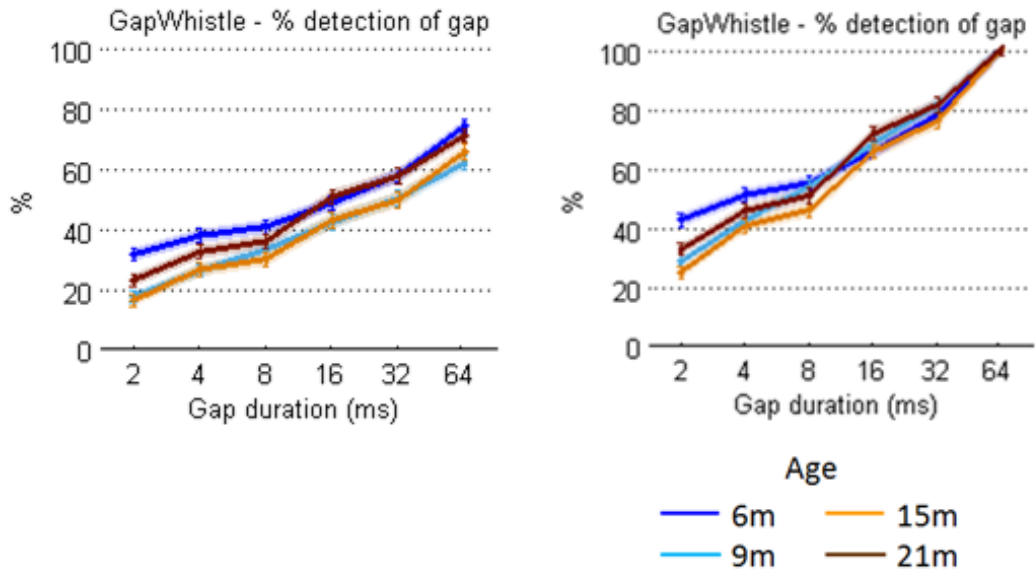 GapWhistle - % detection of gap
100
80
60
40
20
0
%
2 4 8 16 32 64
Gap duration (ms)
GapWhistle - % detection of gap
100
80
60
40
20
0
%
2 4 8 16 32 64
Gap duration (ms)
Age
6m 15m
9m 21m